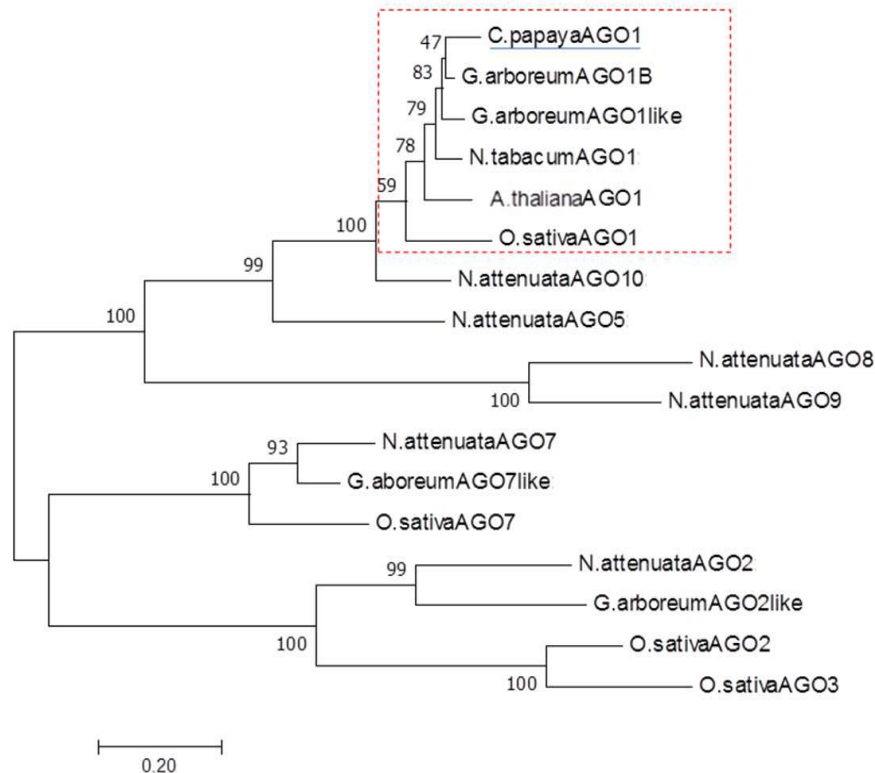 C.papayaAGO1
47
G.arboreumAGO1B
83
G.arboreumAGO1like
79
N.tabacumAGO1
78
A.thalianaAGO1
59
O.sativaAGO1
100
N.attenuataAGO10
99
N.attenuataAGO5
100
N.attenuataAGO8
100
N.attenuataAGO9
N.attenuataAGO7
93
G.aboreumAGO7like
100
O.sativaAGO7
N.attenuataAGO2
99
G.arboreumAGO2like
100
O.sativaAGO2
100
O.sativaAGO3
0.20